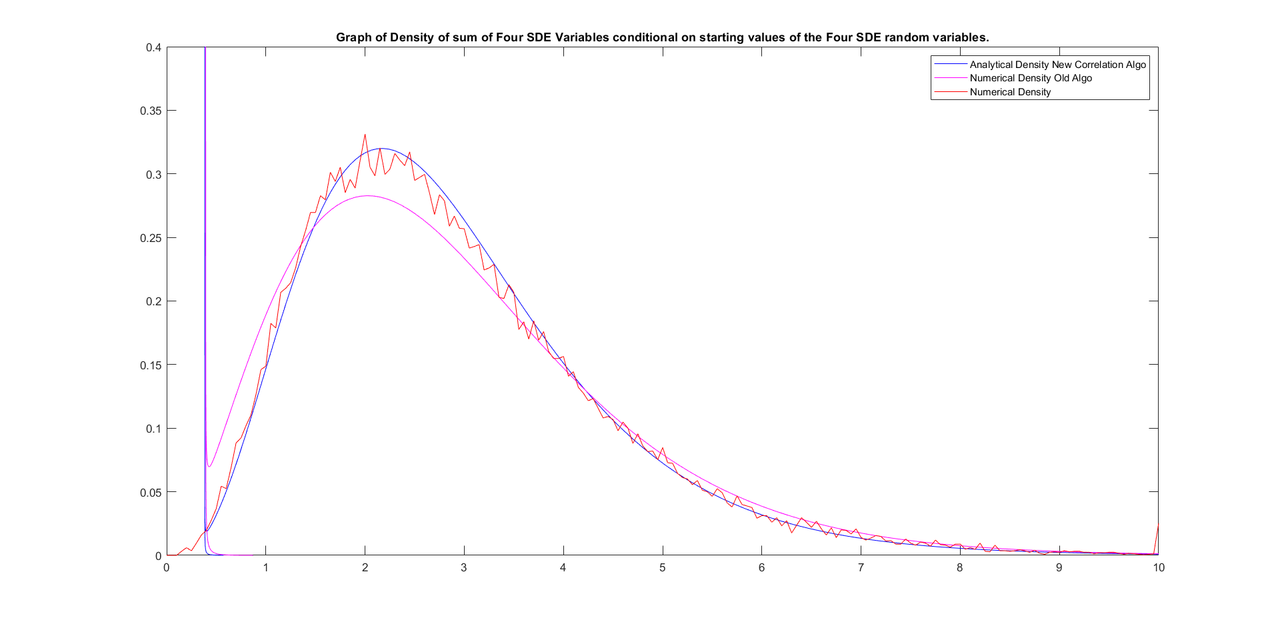 Graph of Density of sum of Four SDE Variables conditional on starting values of the Four SDE random variables.
Analytical Density New Correlation Algo
Numerical Density Old Algo
Numerical Density
0.4
0.35
0.3
0.25
0.2
0.15
0.1
0.05
0
0 1 2 3 4 5 6 7 8 9 10